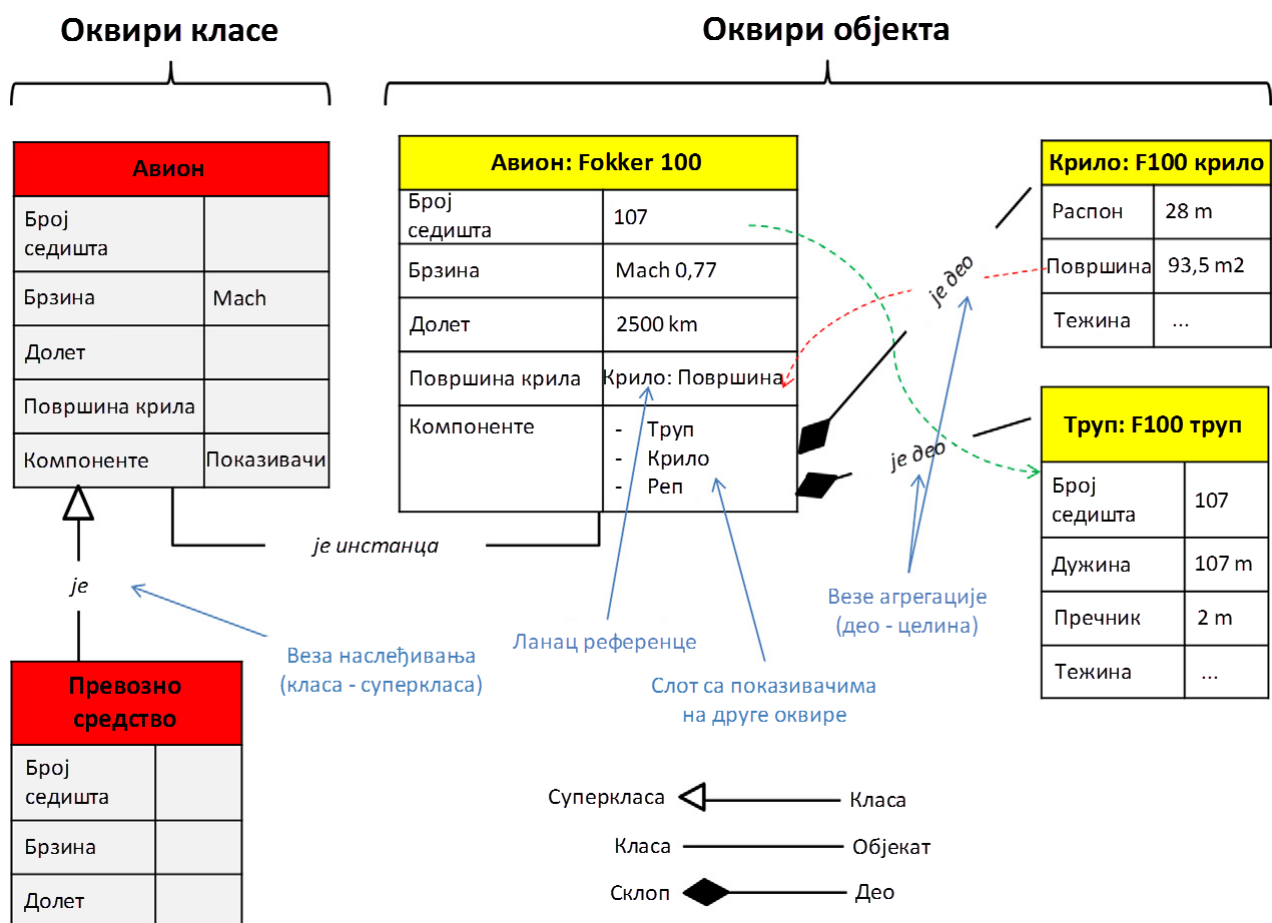 Оквири класе
Оквири објекта
Авион
Број
седишта
Брзина
Mach
Долет
Површина крила
Компоненте
Показивачи
Авион: Fokker 100
Број
седишта
107
Брзина
Mach 0,77
Долет
2500 km
Површина крила
Крило: Површина
Компоненте
- Труп
- Крило
- Реп
Крило: F100 крило
Распон
28 m
Површина
93,5 m2
Тежина
...
је део
је део
Труп: F100 труп
Број
седишта
107
Дужина
107 m
Пречник
2 m
Тежина
...
је инстанца
је
Веза наслеђивања
(класа - суперкласа)
Ланац референце
Везе агрегације
(део - целина)
Слот са показивачима
на друге оквире
Превозно
средство
Број
седишта
Брзина
Долет
Суперкласа
Класа
Класа
Објекат
Склоп
Део